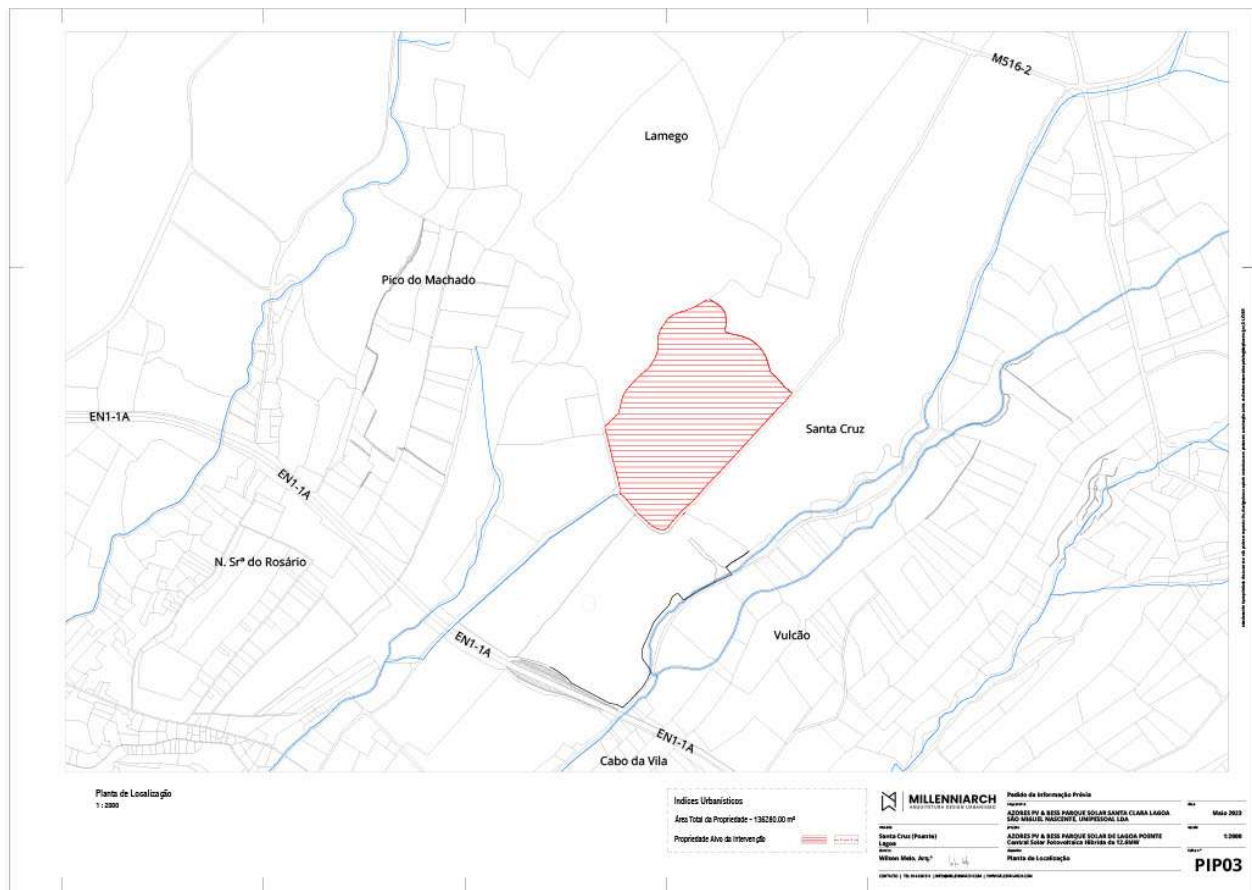 M516-2
Lamego
Pico do Machado
EN1-1A
Santa Cruz
EN1-1A
N. Srª do Rosário
EN1-1A
Vulcão
EN1-1A
Cabo da Vila
Planta de Localização
1 : 2000
Indices Urbanísticos
Área Total da Propriedade - 136280.00 m²
Propriedade Alvo da Intervenção
MILLENNIARCH
ARQUITETURA DESIGN URBANISMO
Santa Cruz (Poente)
Lagoa
Wilson Melo, Arq.º
Pedido de Informação Prévia
AZORES PV & BESS PARQUE SOLAR SANTA CLARA LAGOA
SÃO MIGUEL NASCENTE, UNIPESSOAL LDA
AZORES PV & BESS PARQUE SOLAR DE LAGOA POENTE
Central Solar Fotovoltaica Híbrida de 12.6MW
Planta de Localização
Maio 2023
1:2000
PIP03